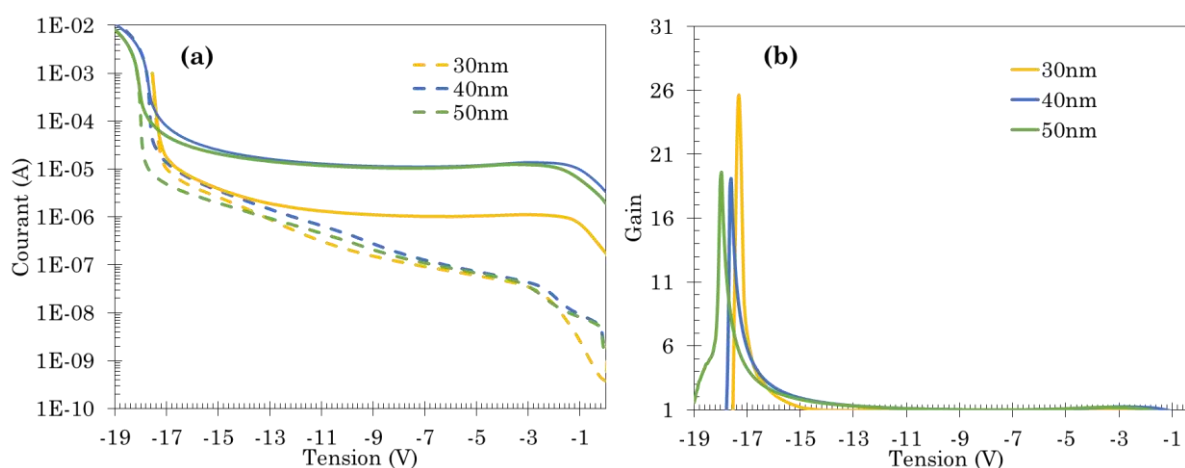 (a)
30nm
40nm
50nm
Courant (A)
1E-02
1E-03
1E-04
1E-05
1E-06
1E-07
1E-08
1E-09
1E-10
-19 -17 -15 -13 -11 -9 -7 -5 -3 -1
Tension (V)
(b)
30nm
40nm
50nm
Gain
31
26
21
16
11
6
1
-19 -17 -15 -13 -11 -9 -7 -5 -3 -1
Tension (V)